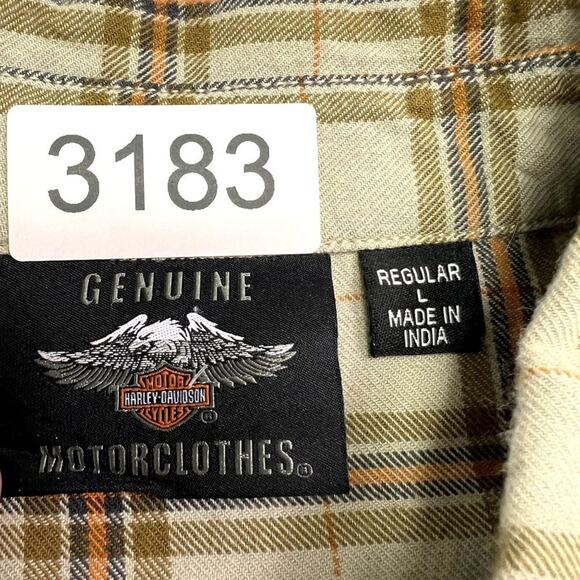 3183
GENUINE
MOTOR
HARLEY-DAVIDSON
CYCLES
®
MOTORCLOTHES®
REGULAR
L
MADE IN
INDIA